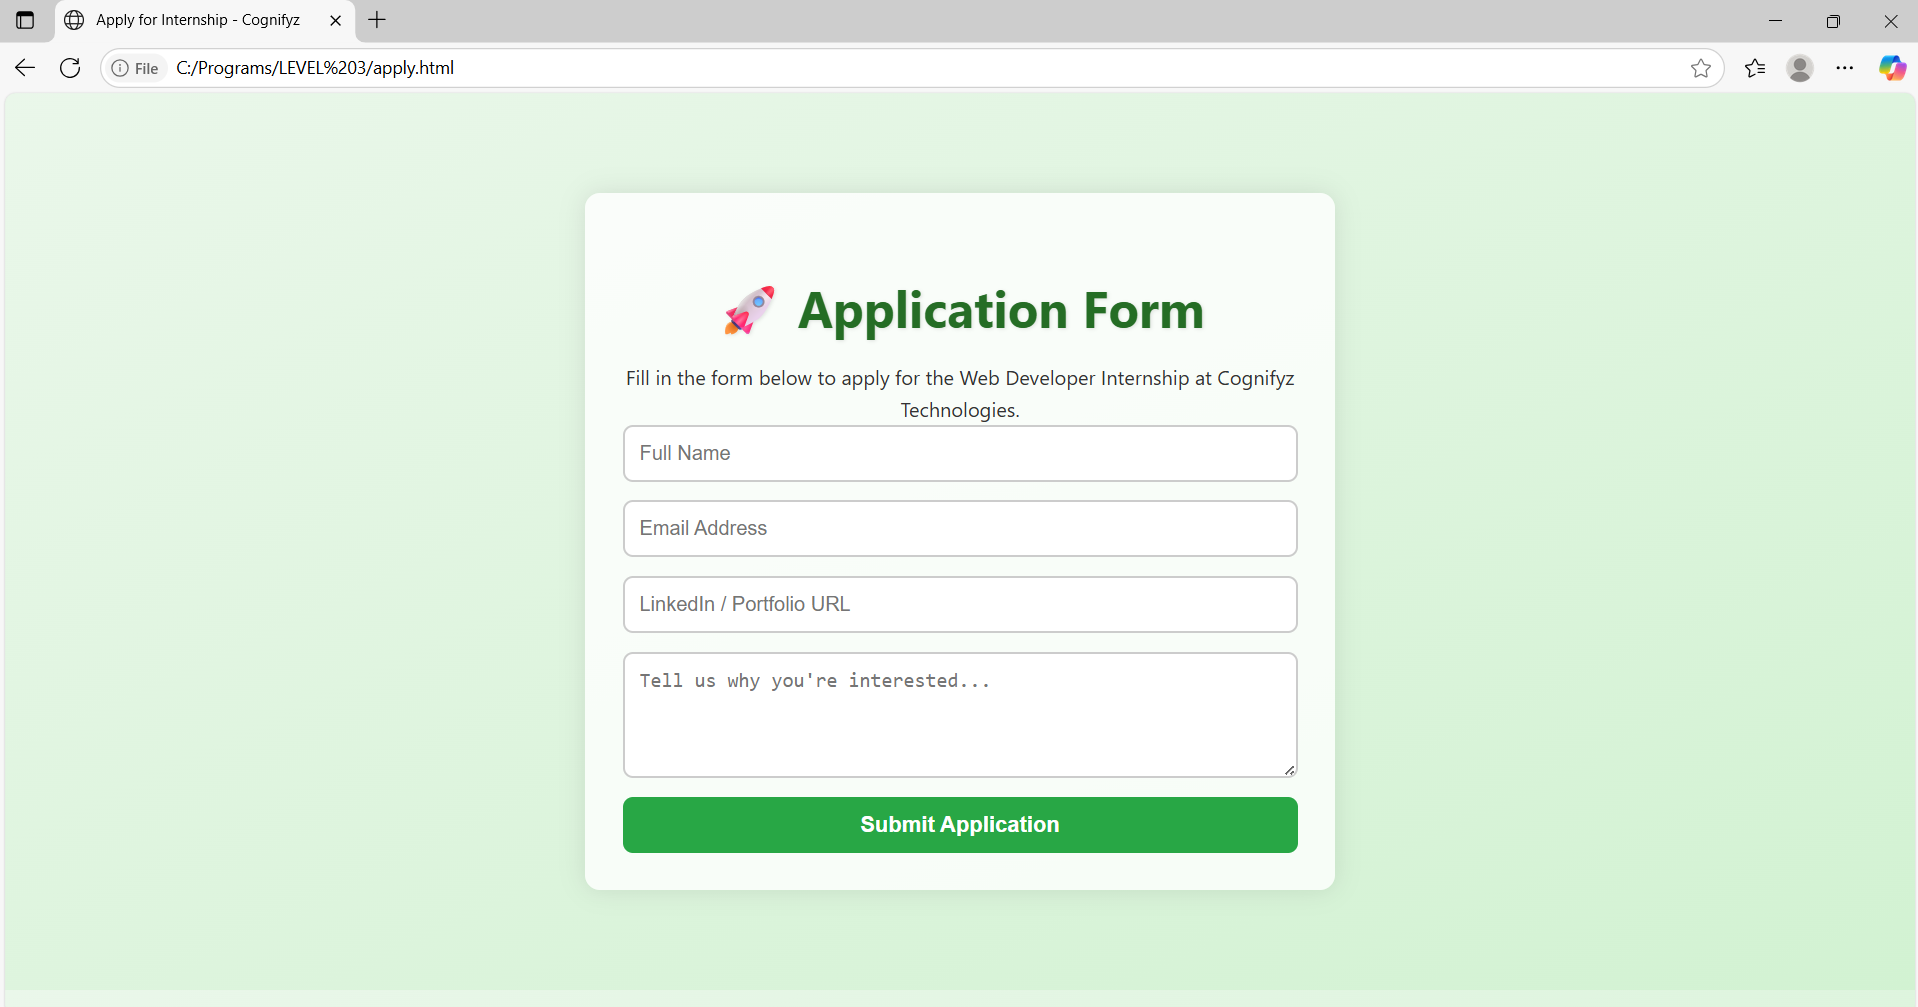 Apply for Internship - Cognifyz
File
C:/Programs/LEVEL%203/apply.html
🚀 Application Form
Fill in the form below to apply for the Web Developer Internship at Cognifyz
Technologies.
Full Name
Email Address
LinkedIn / Portfolio URL
Tell us why you're interested...
Submit Application